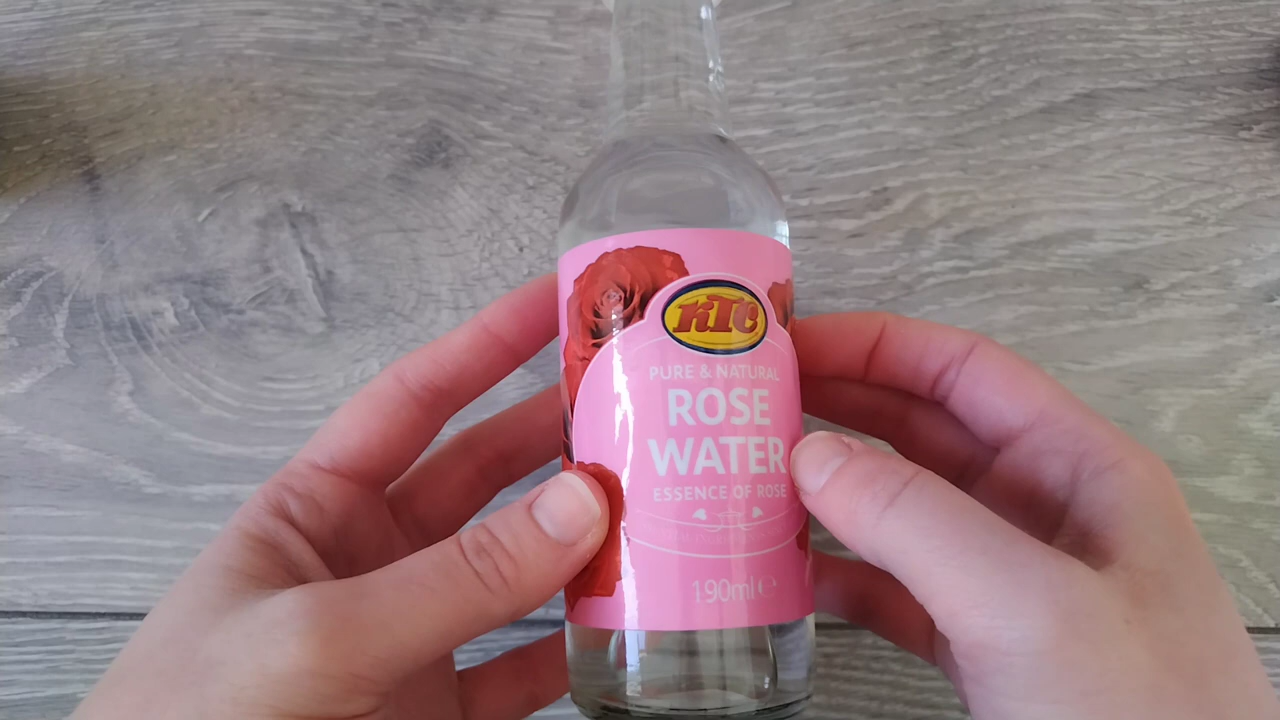 KTC
PURE & NATURAL
ROSE
WATER
ESSENCE OF ROSE
190ml ℮